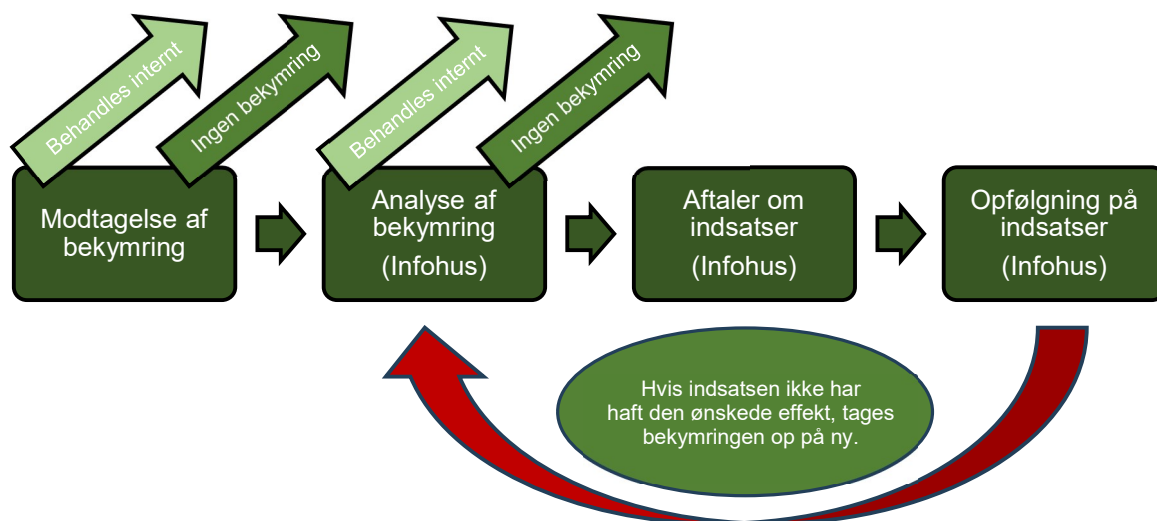 Behandles internt
Ingen bekymring
Behandles internt
Ingen bekymring
Modtagelse af
bekymring
Analyse af
bekymring
(Infohus)
Aftaler om
indsatser
(Infohus)
Opfølgning på
indsatser
(Infohus)
Hvis indsatsen ikke har
haft den ønskede effekt, tages
bekymringen op på ny.